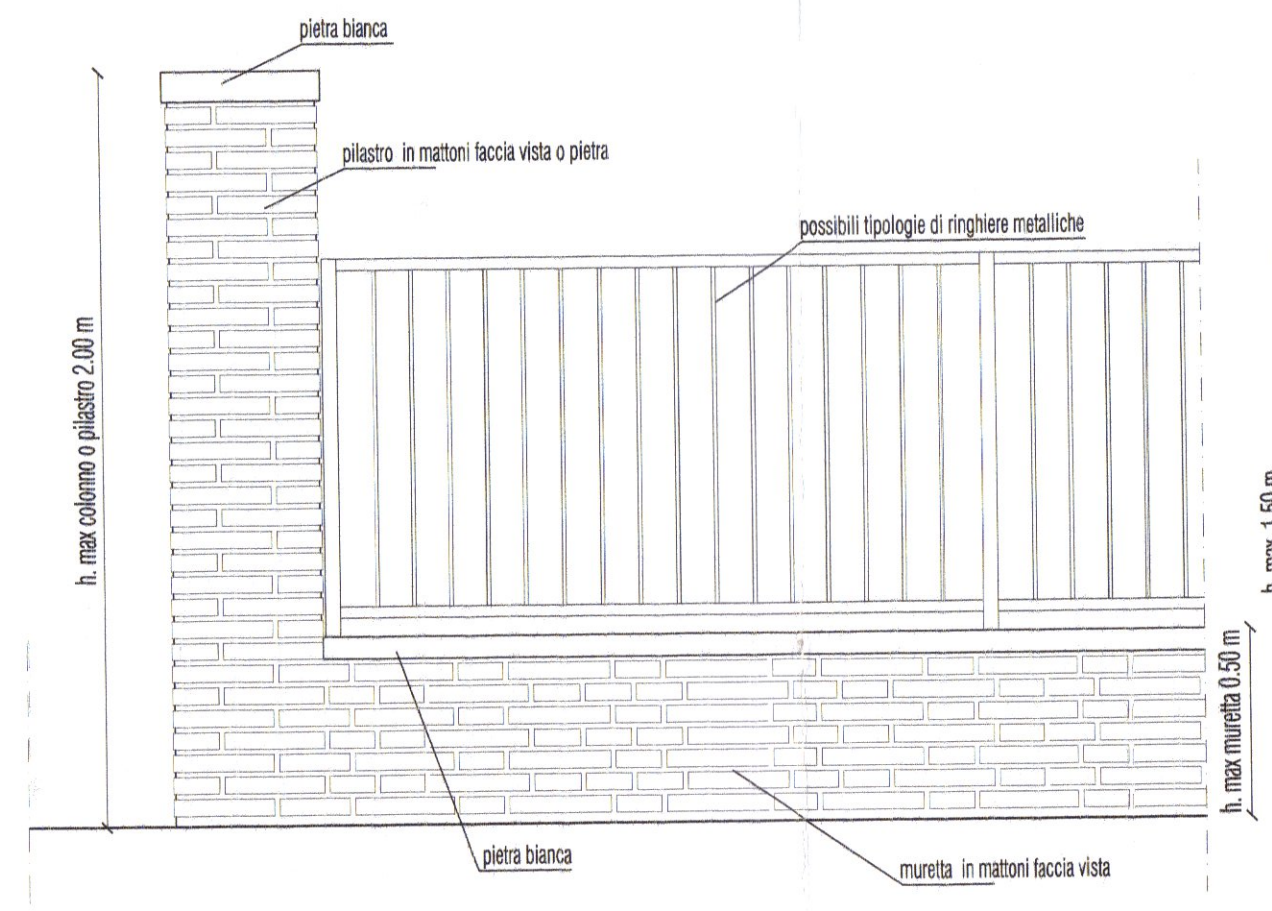 pietra bianca
pilastro in mattoni faccia vista o pietra
possibili tipologie di ringhiere metalliche
h. max colonno o pilastro 2.00 m
h. max 1.50 m
h. max muretta 0.50 m
pietra bianca
muretta in mattoni faccia vista